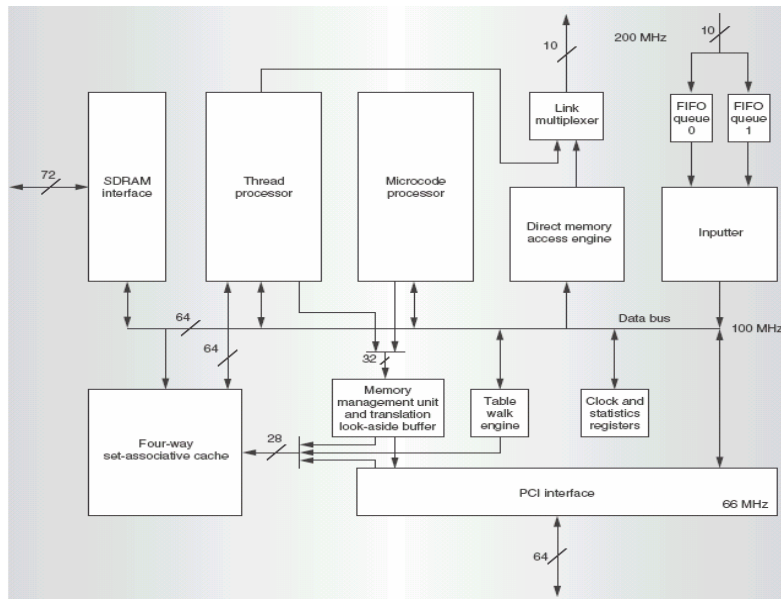 10
200 MHz
10
Link
multiplexer
FIFO
queue
0
FIFO
queue
1
72
SDRAM
interface
Thread
processor
Microcode
processor
Direct memory
access engine
Inputter
64
Data bus
100 MHz
64
32
Memory
management unit
and translation
look-aside buffer
Table
walk
engine
Clock and
statistics
registers
Four-way
set-associative cache
28
PCI interface
66 MHz
64